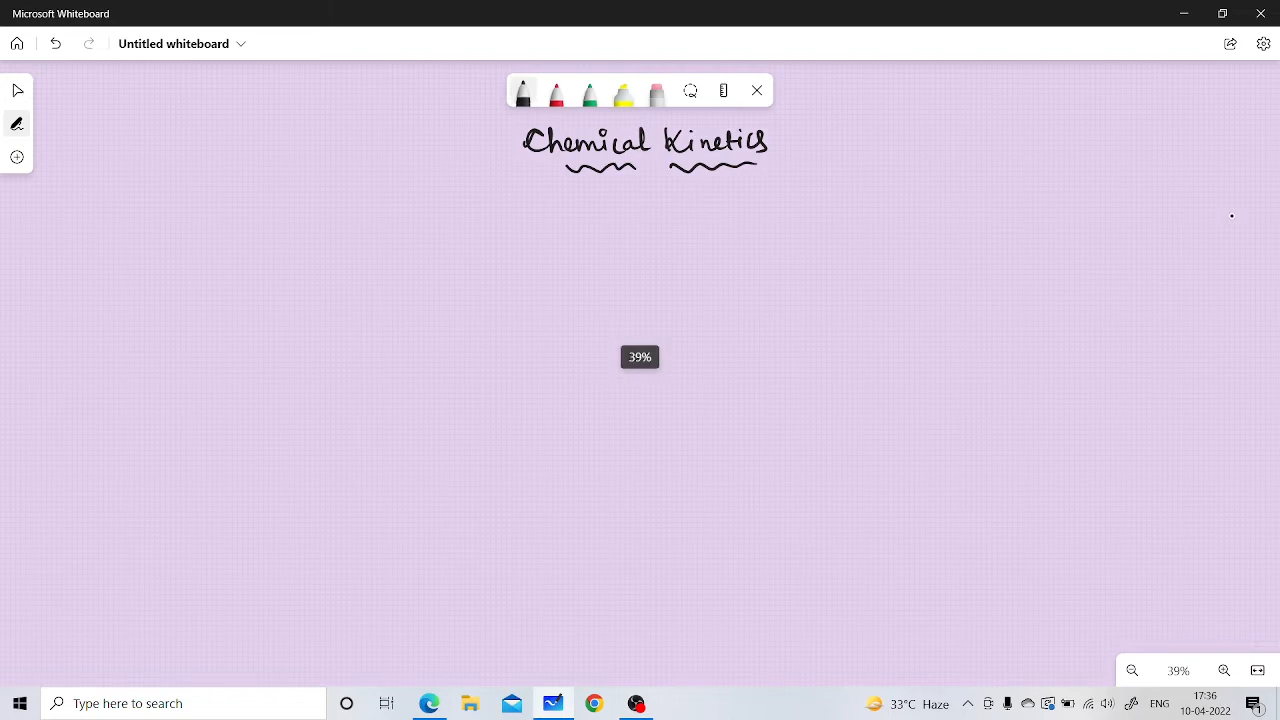 Microsoft Whiteboard
Untitled whiteboard
Chemical Kinetics
39%
39%
Type here to search
33°C Haze
ENG
17:36
10-04-2022
1